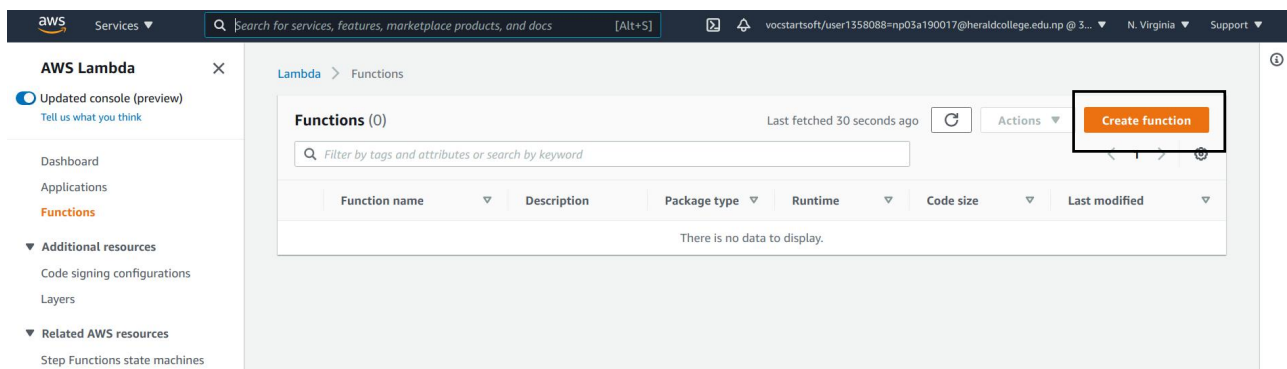 aws Services ▼ Search for services, features, marketplace products, and docs [Alt+S] vocstartsoft/user1358088=np03a190017@heraldcollege.edu.np @ 3... ▼ N. Virginia ▼ Support ▼
AWS Lambda
Updated console (preview)
Tell us what you think
Dashboard
Applications
Functions
▼ Additional resources
Code signing configurations
Layers
▼ Related AWS resources
Step Functions state machines
Lambda > Functions
Functions (0) Last fetched 30 seconds ago Actions ▼ Create function
Filter by tags and attributes or search by keyword
< 1 >
Function name Description Package type Runtime Code size Last modified
There is no data to display.